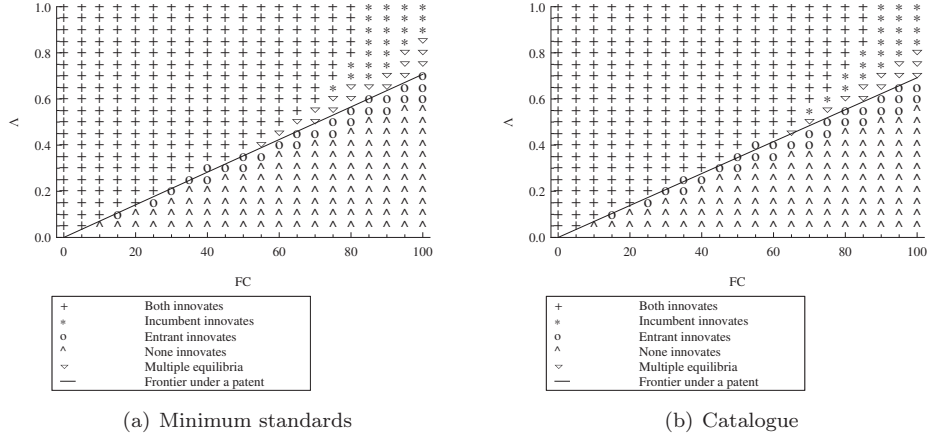 1.0
0.8
0.6
0.4
0.2
0.0
Λ
0 20 40 60 80 100
FC
+ Both innovates
* Incumbent innovates
o Entrant innovates
^ None innovates
▽ Multiple equilibria
— Frontier under a patent
(a) Minimum standards
1.0
0.8
0.6
0.4
0.2
0.0
Λ
0 20 40 60 80 100
FC
+ Both innovates
* Incumbent innovates
o Entrant innovates
^ None innovates
▽ Multiple equilibria
— Frontier under a patent
(b) Catalogue